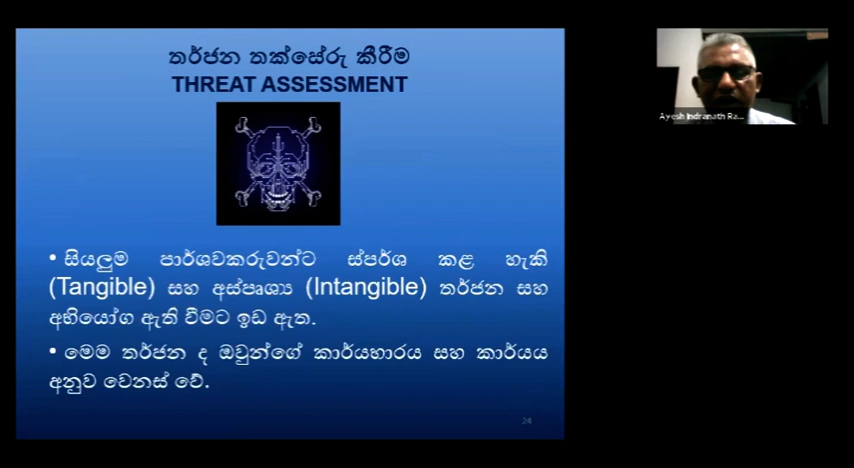 තර්ජන තක්සේරු කිරීම
THREAT ASSESSMENT
• සියලුම පාර්ශවකරුවන්ට ස්පර්ශ කළ හැකි
(Tangible) සහ අස්පෘශ්‍ය (Intangible) තර්ජන සහ
අභියෝග ඇති වීමට ඉඩ ඇත.
• මෙම තර්ජන ද ඔවුන්ගේ කාර්යභාරය සහ කාර්යය
අනුව වෙනස් වේ.
24
Ayesh Indranath Ra...